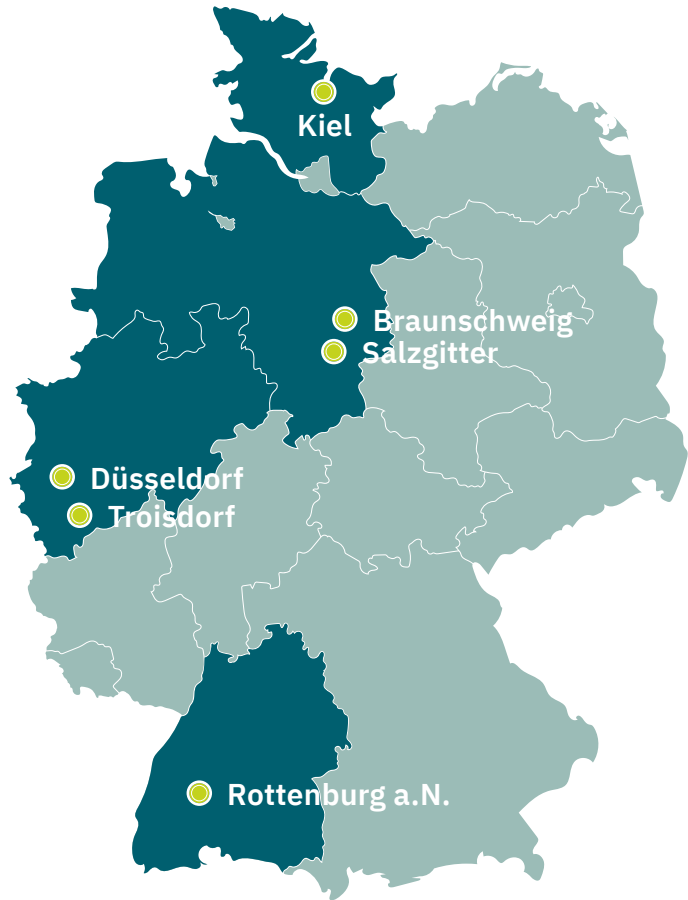 Kiel
Braunschweig
Salzgitter
Düsseldorf
Troisdorf
Rottenburg a.N.